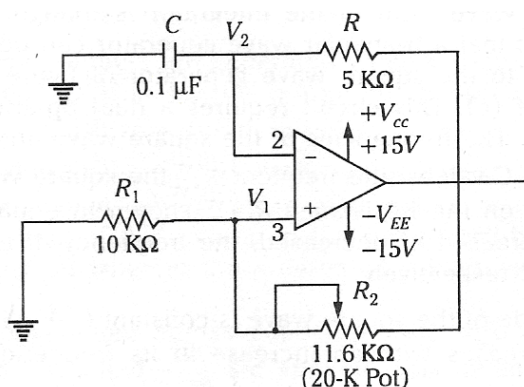 C
V2
R
0.1 μF
5 KΩ
+Vcc
+15V
2
−
R1
V1
+
3
−VEE
−15V
10 KΩ
R2
11.6 KΩ
(20-K Pot)